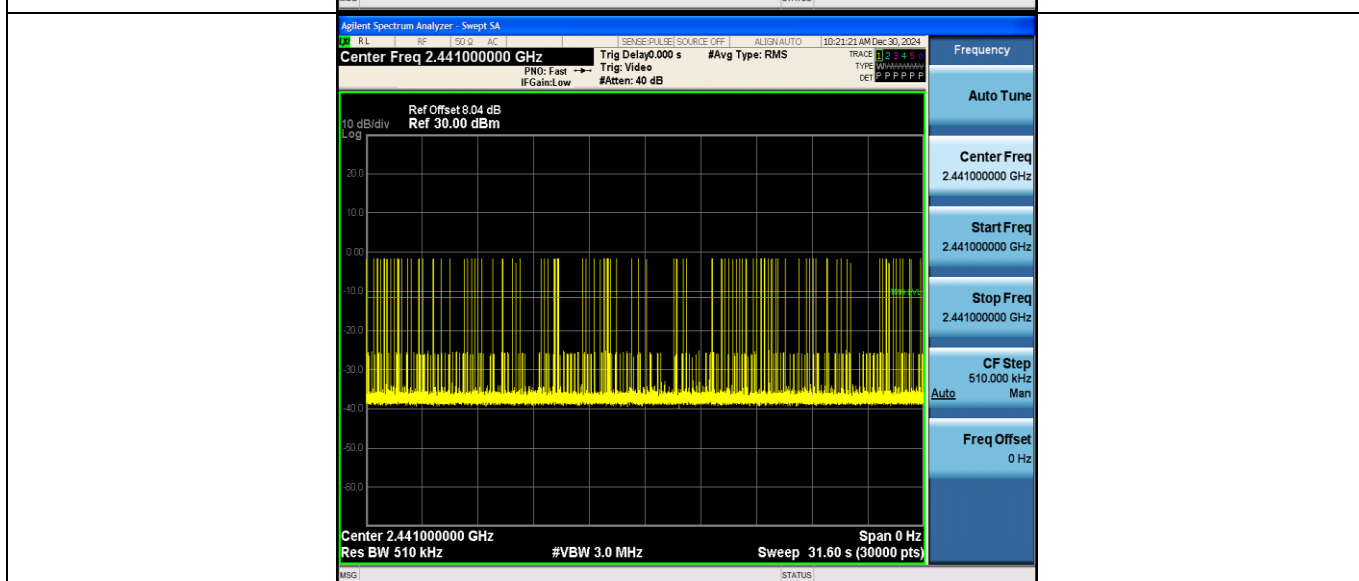 MSG STATUS
Agilent Spectrum Analyzer - Swept SA
RL RF 50 Ω AC SENSE:PULSE SOURCE OFF ALIGN AUTO 10:21:21 AM Dec 30, 2024
Center Freq 2.441000000 GHz
PNO: Fast
IFGain:Low
Trig Delay0.000 s
Trig: Video
#Atten: 40 dB
#Avg Type: RMS
TRACE 1 2 3 4 5 6
TYPE WWWWWW
DET P P P P P P
Ref Offset 8.04 dB
10 dB/div Ref 30.00 dBm
Log
20.0
10.0
0.00
-10.0
TRIG LVL
-20.0
-30.0
-40.0
-50.0
-60.0
Center 2.441000000 GHz Span 0 Hz
Res BW 510 kHz #VBW 3.0 MHz Sweep 31.60 s (30000 pts)
MSG STATUS
Frequency
Auto Tune
Center Freq
2.441000000 GHz
Start Freq
2.441000000 GHz
Stop Freq
2.441000000 GHz
CF Step
510.000 kHz
Auto Man
Freq Offset
0 Hz